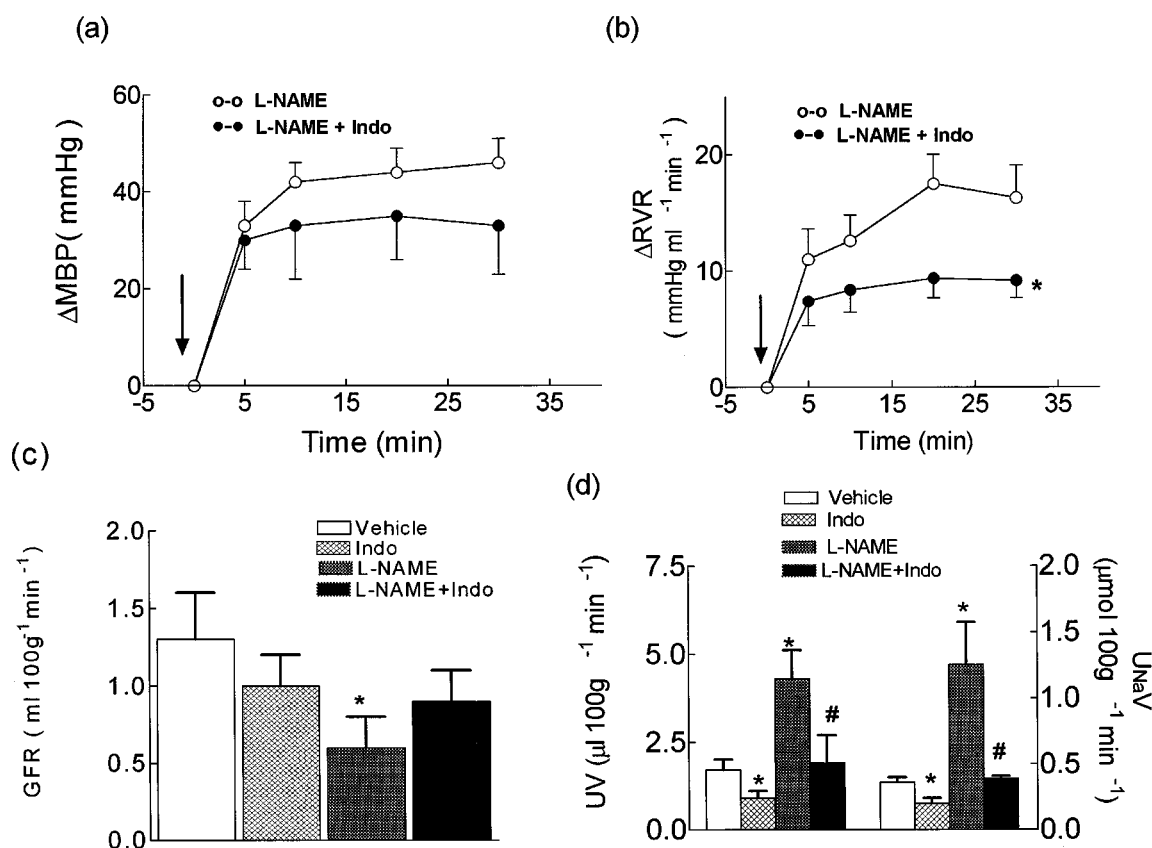 (a)
60
40
20
0
ΔMBP( mmHg)
L-NAME
L-NAME + Indo
-5 5 15 25 35
Time (min)
(b)
20
10
0
ΔRVR
( mmHg ml -1 min -1)
L-NAME
L-NAME + Indo
*
-5 5 15 25 35
Time (min)
(c)
2.0
1.5
1.0
0.5
0.0
GFR ( ml 100g-1 min -1)
Vehicle
Indo
L-NAME
L-NAME+Indo
*
(d)
Vehicle
Indo
L-NAME
L-NAME+Indo
7.5
5.0
2.5
0.0
UV (µl 100g -1 min -1)
* * # * * #
2.0
1.5
1.0
0.5
0.0
UNaV
(µmol 100g -1 min -1)